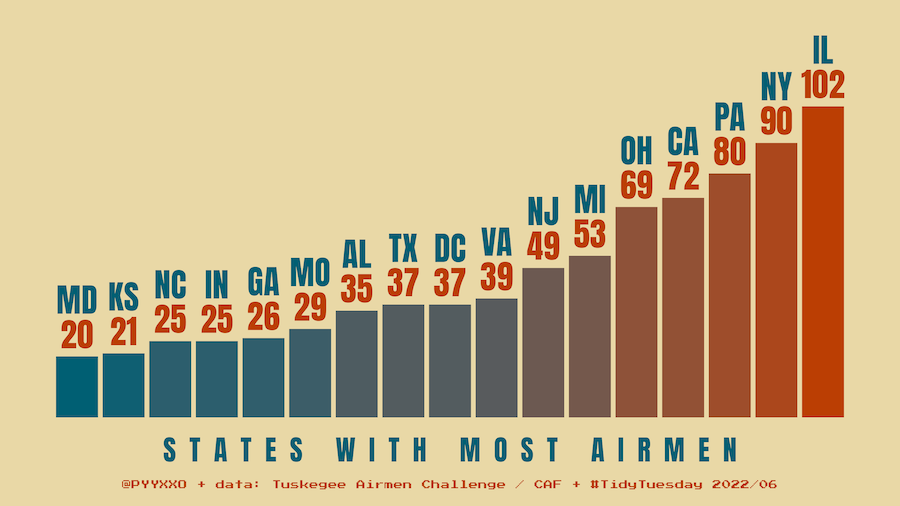 MD
20
KS
21
NC
25
IN
25
GA
26
MO
29
AL
35
TX
37
DC
37
VA
39
NJ
49
MI
53
OH
69
CA
72
PA
80
NY
90
IL
102
STATES WITH MOST AIRMEN
@PYYXXO + data: Tuskegee Airmen Challenge / CAF + #TidyTuesday 2022/06